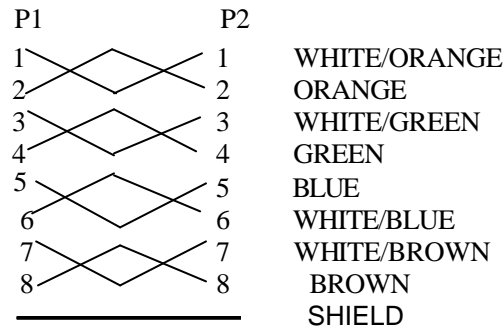 P1 P2
1 1 WHITE/ORANGE
2 2 ORANGE
3 3 WHITE/GREEN
4 4 GREEN
5 5 BLUE
6 6 WHITE/BLUE
7 7 WHITE/BROWN
8 8 BROWN
SHIELD